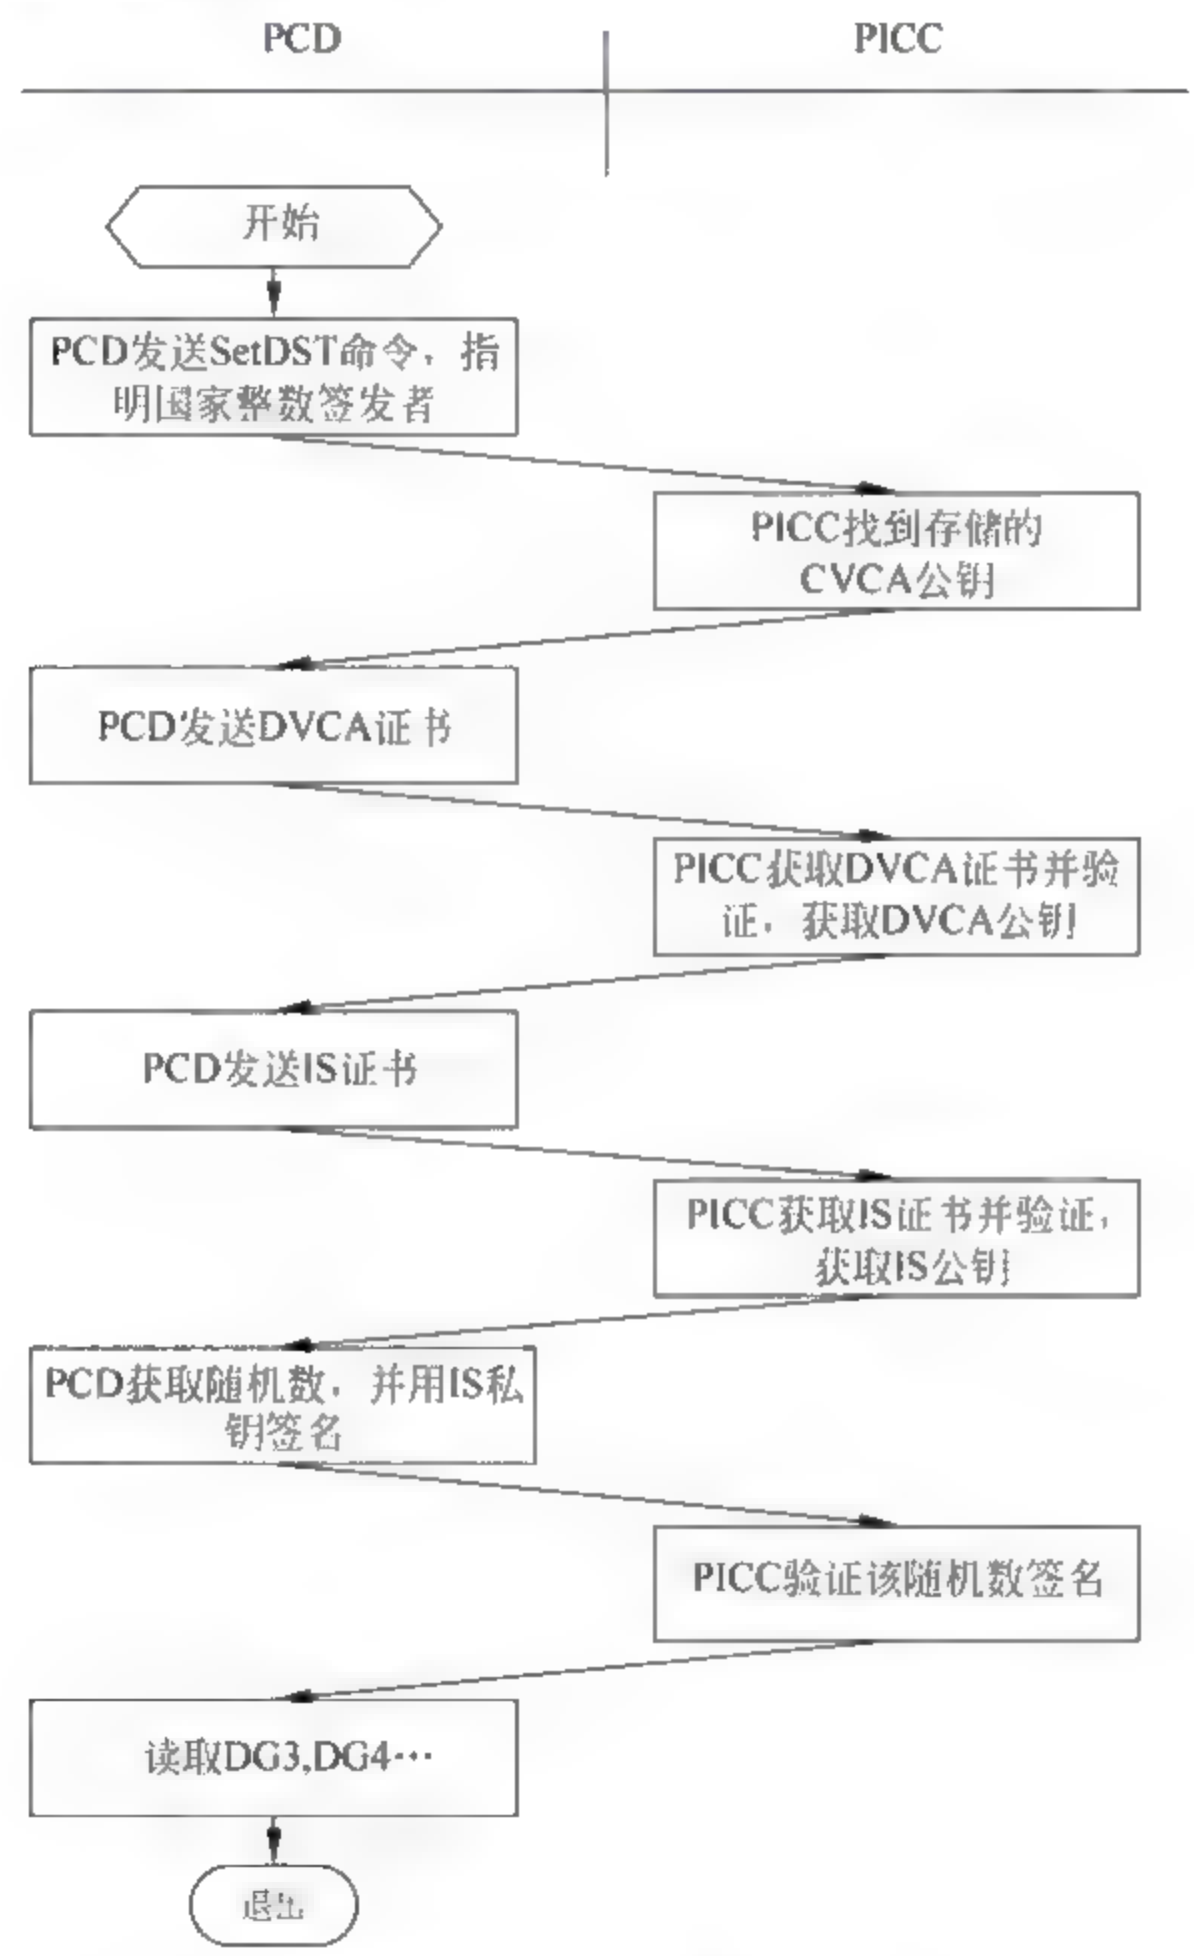 PCD
PICC
开始
PCD发送SetDST命令，指
明国家整数签发者
PICC找到存储的
CVCA公钥
PCD发送DVCA证书
PICC获取DVCA证书并验
证，获取DVCA公钥
PCD发送IS证书
PICC获取IS证书并验证，
获取IS公钥
PCD获取随机数，并用IS私
钥签名
PICC验证该随机数签名
读取DG3,DG4…
退出